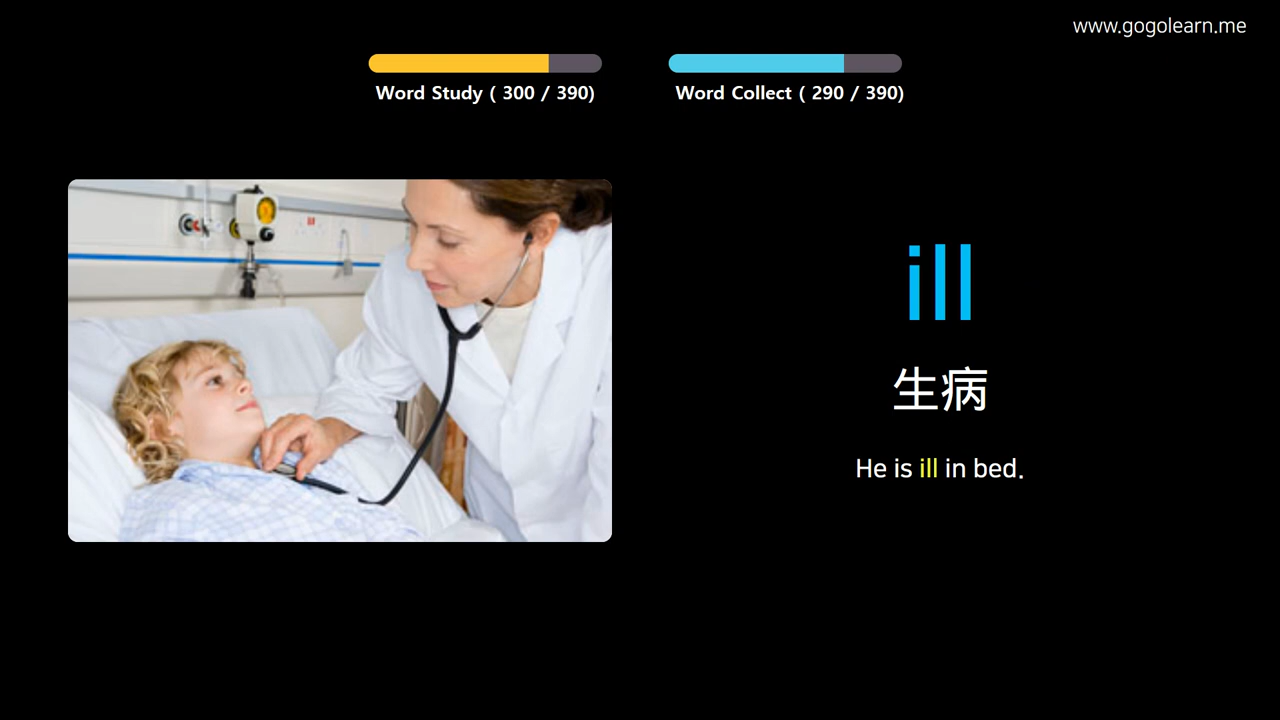 www.gogolearn.me
Word Study ( 300 / 390)
Word Collect ( 290 / 390)
ill
生病
He is ill in bed.